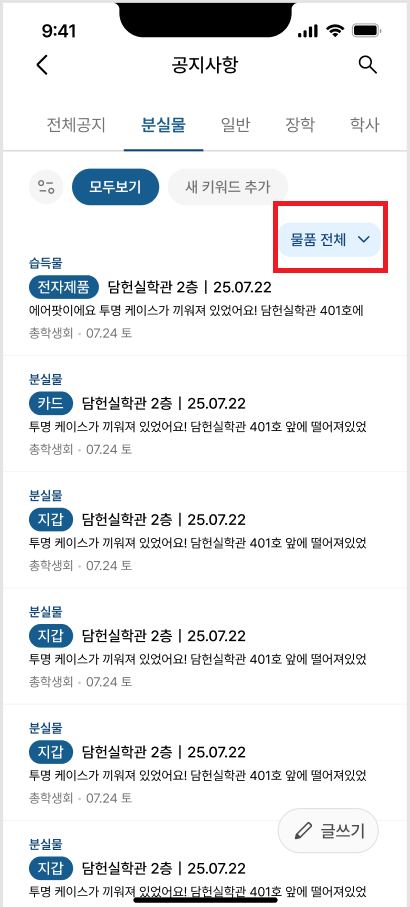 9:41
공지사항
전체공지 분실물 일반 장학 학사
모두보기 새 키워드 추가
물품 전체
습득물
전자제품 담헌실학관 2층 | 25.07.22
에어팟이에요 투명 케이스가 끼워져 있었어요! 담헌실학관 401호에
총학생회 · 07.24 토
분실물
카드 담헌실학관 2층 | 25.07.22
투명 케이스가 끼워져 있었어요! 담헌실학관 401호 앞에 떨어져있었
총학생회 · 07.24 토
분실물
지갑 담헌실학관 2층 | 25.07.22
투명 케이스가 끼워져 있었어요! 담헌실학관 401호 앞에 떨어져있었
총학생회 · 07.24 토
분실물
지갑 담헌실학관 2층 | 25.07.22
투명 케이스가 끼워져 있었어요! 담헌실학관 401호 앞에 떨어져있었
총학생회 · 07.24 토
분실물
지갑 담헌실학관 2층 | 25.07.22
투명 케이스가 끼워져 있었어요! 담헌실학관 401호 앞에 떨어져있었
총학생회 · 07.24 토
글쓰기
분실물
지갑 담헌실학관 2층 | 25.07.22
투명 케이스가 끼워져 있었어요! 담헌실학관 401호 앞에 떨어져있었